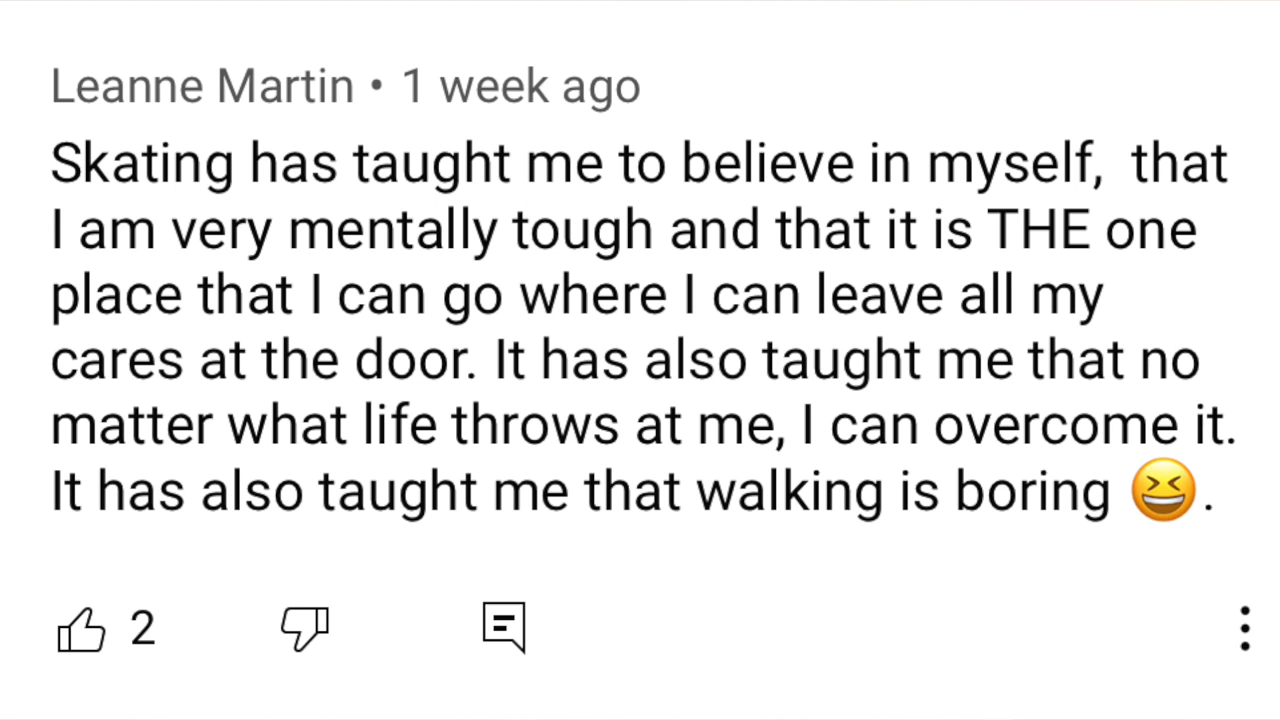 Leanne Martin • 1 week ago
Skating has taught me to believe in myself,  that
I am very mentally tough and that it is THE one
place that I can go where I can leave all my
cares at the door. It has also taught me that no
matter what life throws at me, I can overcome it.
It has also taught me that walking is boring 😆.
2